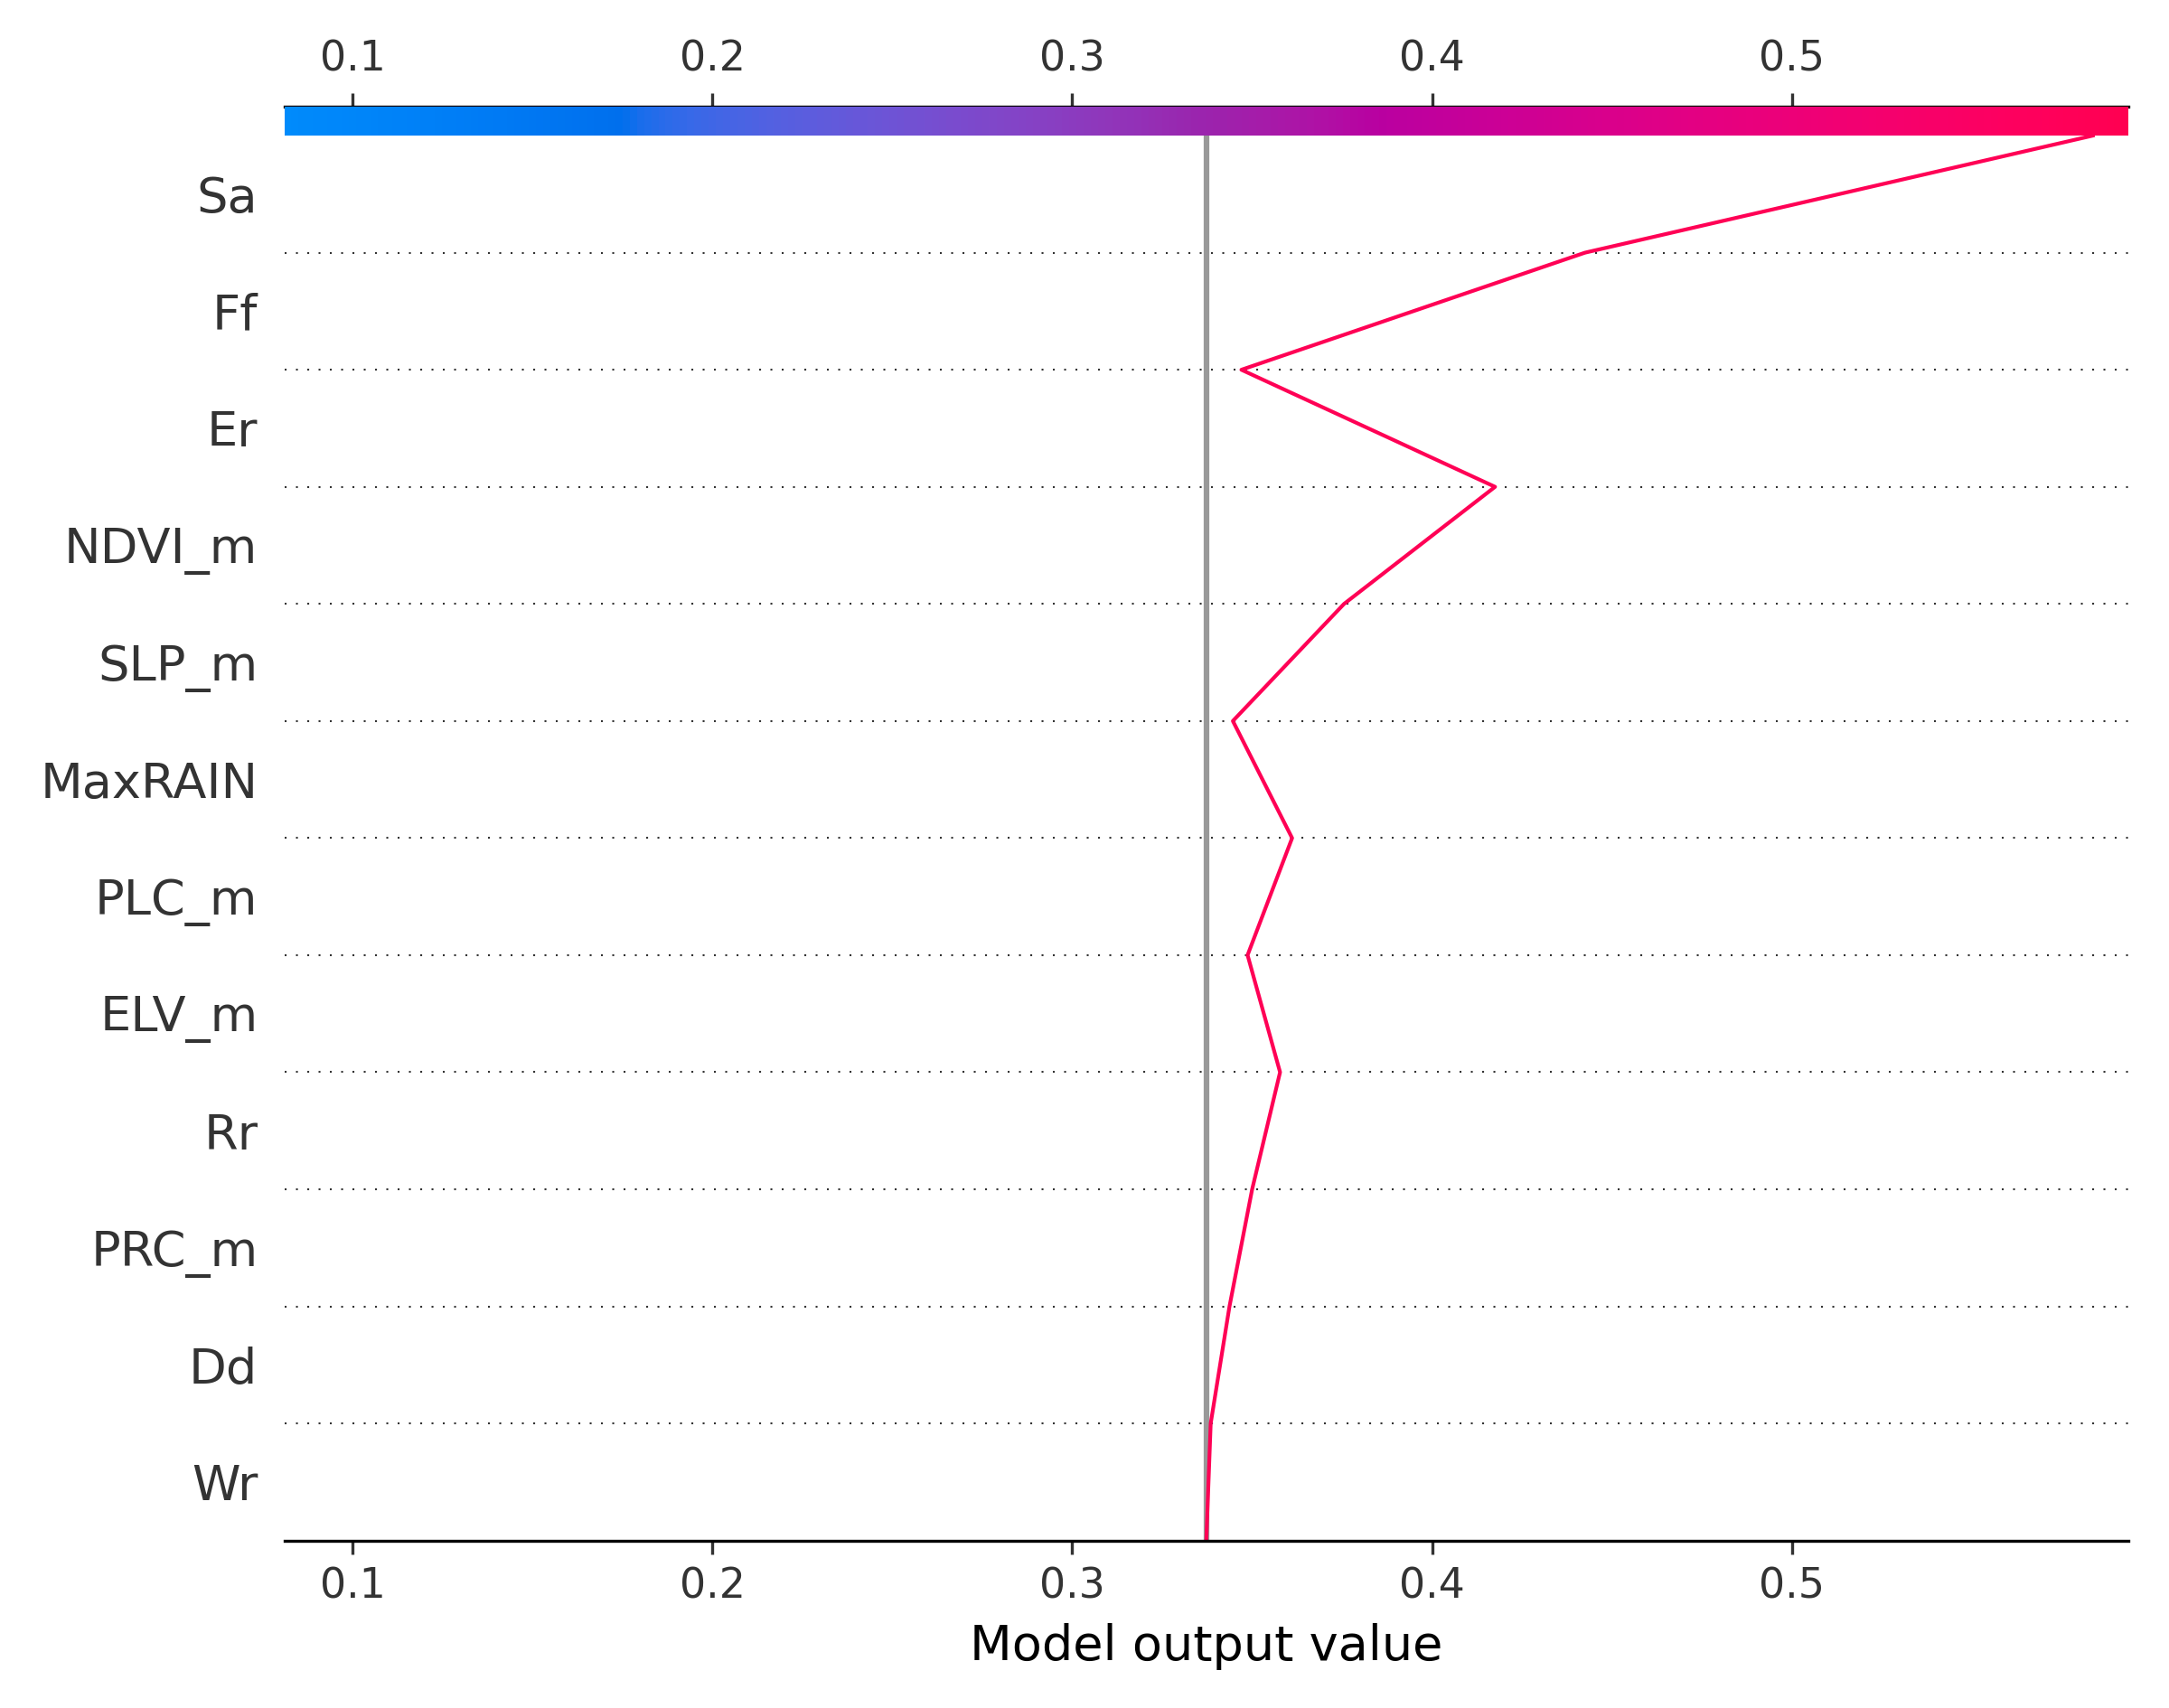 0.1 0.2 0.3 0.4 0.5
Sa
Ff
Er
NDVI_m
SLP_m
MaxRAIN
PLC_m
ELV_m
Rr
PRC_m
Dd
Wr
0.1 0.2 0.3 0.4 0.5
Model output value